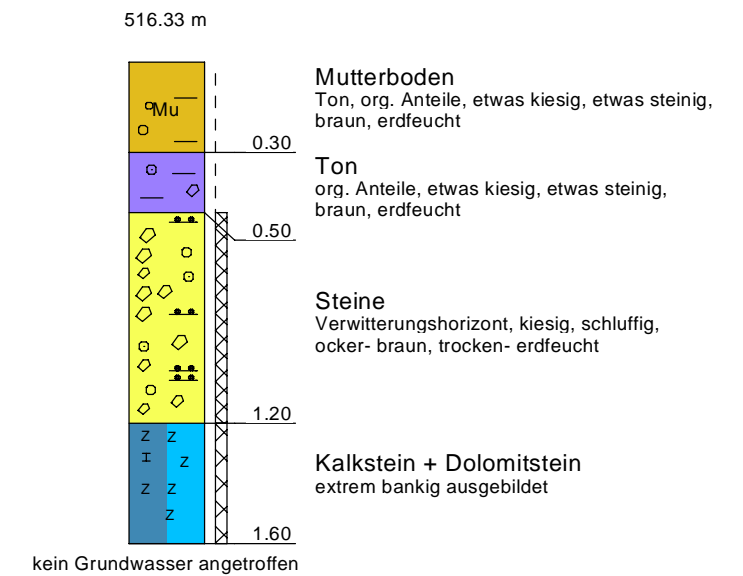 516.33 m
Mu
Mutterboden
Ton, org. Anteile, etwas kiesig, etwas steinig,
braun, erdfeucht
0.30
Ton
org. Anteile, etwas kiesig, etwas steinig,
braun, erdfeucht
0.50
Steine
Verwitterungshorizont, kiesig, schluffig,
ocker- braun, trocken- erdfeucht
1.20
Z Z
I Z
Z Z
Z
Kalkstein + Dolomitstein
extrem bankig ausgebildet
1.60
kein Grundwasser angetroffen